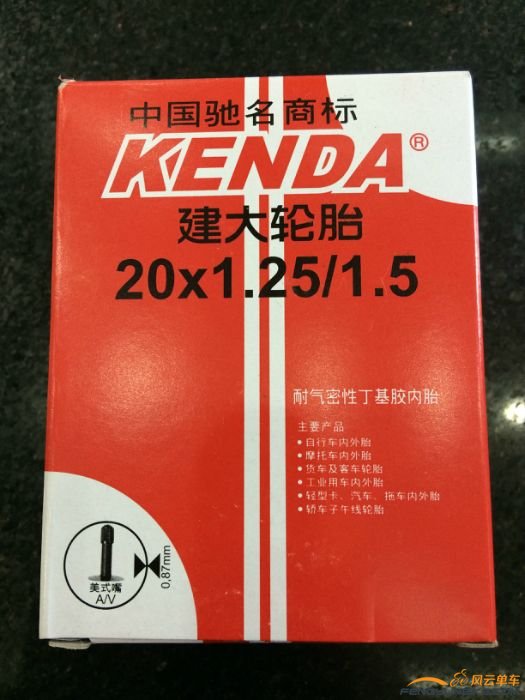 中国驰名商标
KENDA®
建大轮胎
20x1.25/1.5
耐气密性丁基胶内胎
主要产品
•自行车内外胎
•摩托车内外胎
•货车及客车轮胎
•工业用车内外胎
•轻型卡、汽车、拖车内外胎
•轿车子午线轮胎
美式嘴
A/V
0,87mm
风云单车